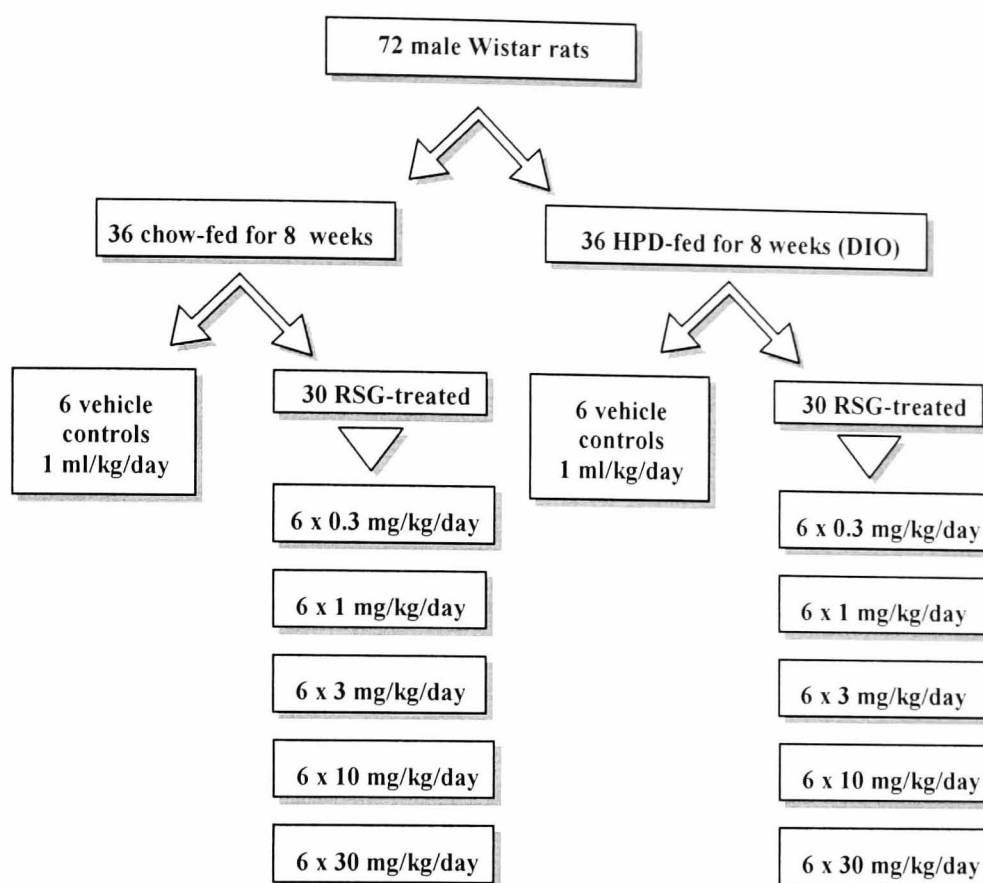 72 male Wistar rats
36 chow-fed for 8 weeks
36 HPD-fed for 8 weeks (DIO)
6 vehicle
controls
1 ml/kg/day
30 RSG-treated
6 x 0.3 mg/kg/day
6 x 1 mg/kg/day
6 x 3 mg/kg/day
6 x 10 mg/kg/day
6 x 30 mg/kg/day
6 vehicle
controls
1 ml/kg/day
30 RSG-treated
6 x 0.3 mg/kg/day
6 x 1 mg/kg/day
6 x 3 mg/kg/day
6 x 10 mg/kg/day
6 x 30 mg/kg/day